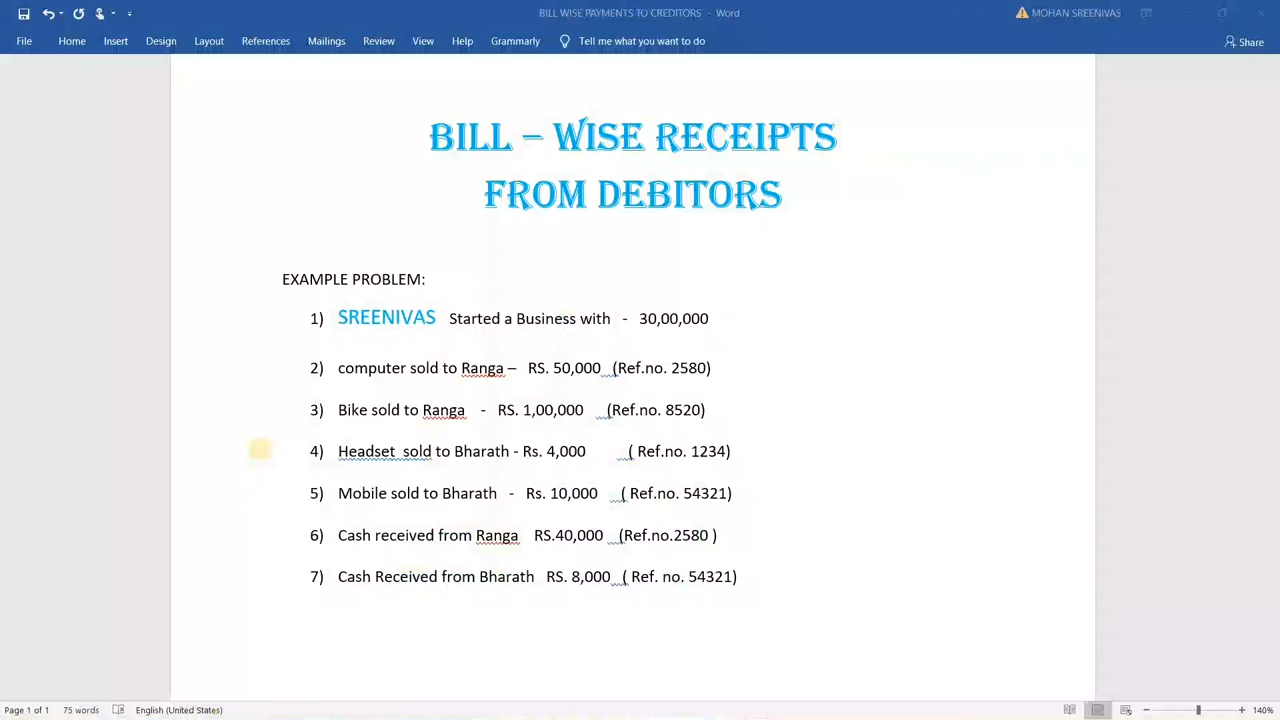 BILL WISE PAYMENTS TO CREDITORS - Word
MOHAN SREENIVAS
File Home Insert Design Layout References Mailings Review View Help Grammarly Tell me what you want to do Share
BILL – WISE RECEIPTS
FROM DEBITORS
EXAMPLE PROBLEM:
1) SREENIVAS Started a Business with - 30,00,000
2) computer sold to Ranga – RS. 50,000 (Ref.no. 2580)
3) Bike sold to Ranga - RS. 1,00,000 (Ref.no. 8520)
4) Headset sold to Bharath - Rs. 4,000 ( Ref.no. 1234)
5) Mobile sold to Bharath - Rs. 10,000 ( Ref.no. 54321)
6) Cash received from Ranga RS.40,000 (Ref.no.2580 )
7) Cash Received from Bharath RS. 8,000 ( Ref. no. 54321)
Page 1 of 1 75 words English (United States) 140%